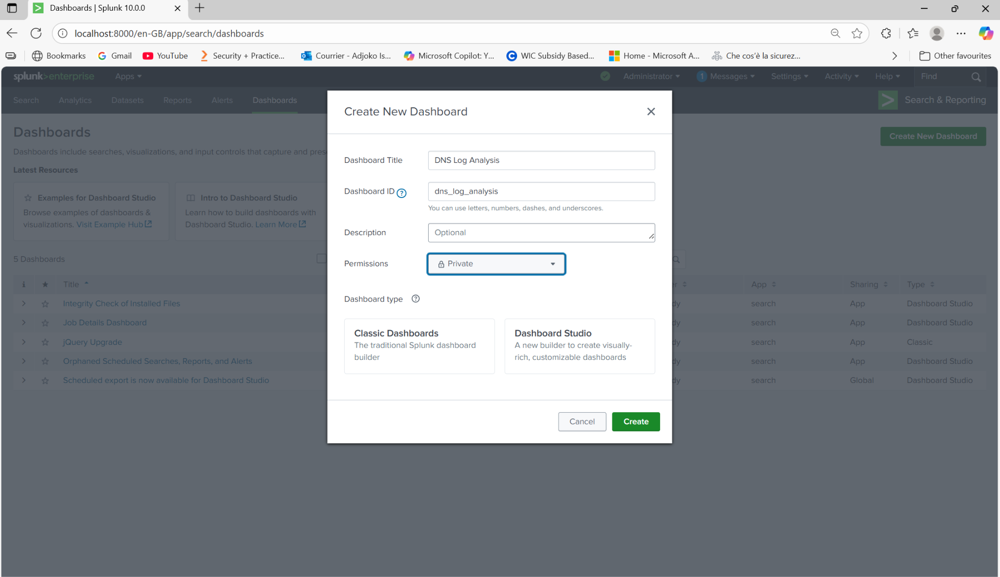 Dashboards | Splunk 10.0.0
localhost:8000/en-GB/app/search/dashboards
Bookmarks
Gmail
YouTube
Security + Practice...
Courrier - Adjoko Is...
Microsoft Copilot: Y...
WIC Subsidy Based...
Home - Microsoft A...
Che cos'è la sicurez...
Other favourites
splunk>enterprise
Apps
Administrator
1 Messages
Settings
Activity
Help
Find
Search
Analytics
Datasets
Reports
Alerts
Dashboards
Search & Reporting
Dashboards
Create New Dashboard
Dashboards include searches, visualizations, and input controls that capture and pres
Latest Resources
Examples for Dashboard Studio
Browse examples of dashboards &
visualizations. Visit Example Hub
Intro to Dashboard Studio
Learn how to build dashboards with
Dashboard Studio. Learn More
5 Dashboards
i
Title
er
App
Sharing
Type
Integrity Check of Installed Files
dy
search
App
Dashboard Studio
Job Details Dashboard
dy
search
App
Dashboard Studio
jQuery Upgrade
dy
search
App
Classic
Orphaned Scheduled Searches, Reports, and Alerts
dy
search
App
Dashboard Studio
Scheduled export is now available for Dashboard Studio
dy
search
Global
Dashboard Studio
Create New Dashboard
Dashboard Title
DNS Log Analysis
Dashboard ID ?
dns_log_analysis
You can use letters, numbers, dashes, and underscores.
Description
Optional
Permissions
Private
Dashboard type ?
Classic Dashboards
The traditional Splunk dashboard
builder
Dashboard Studio
A new builder to create visually-
rich, customizable dashboards
Cancel
Create